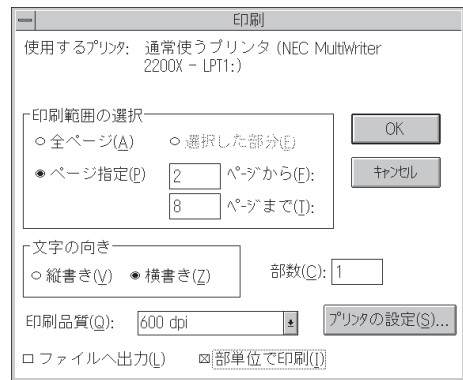 印刷
使用するプリンタ: 通常使うプリンタ (NEC MultiWriter
2200X - LPT1:)
印刷範囲の選択
全ページ(A) 選択した部分(E)
OK
ページ指定(P) 2 ページから(F):
キャンセル
8 ページまで(T):
文字の向き
縦書き(V) 横書き(Z)
部数(C): 1
印刷品質(Q): 600 dpi
プリンタの設定(S)...
ファイルへ出力(L) 部単位で印刷(I)